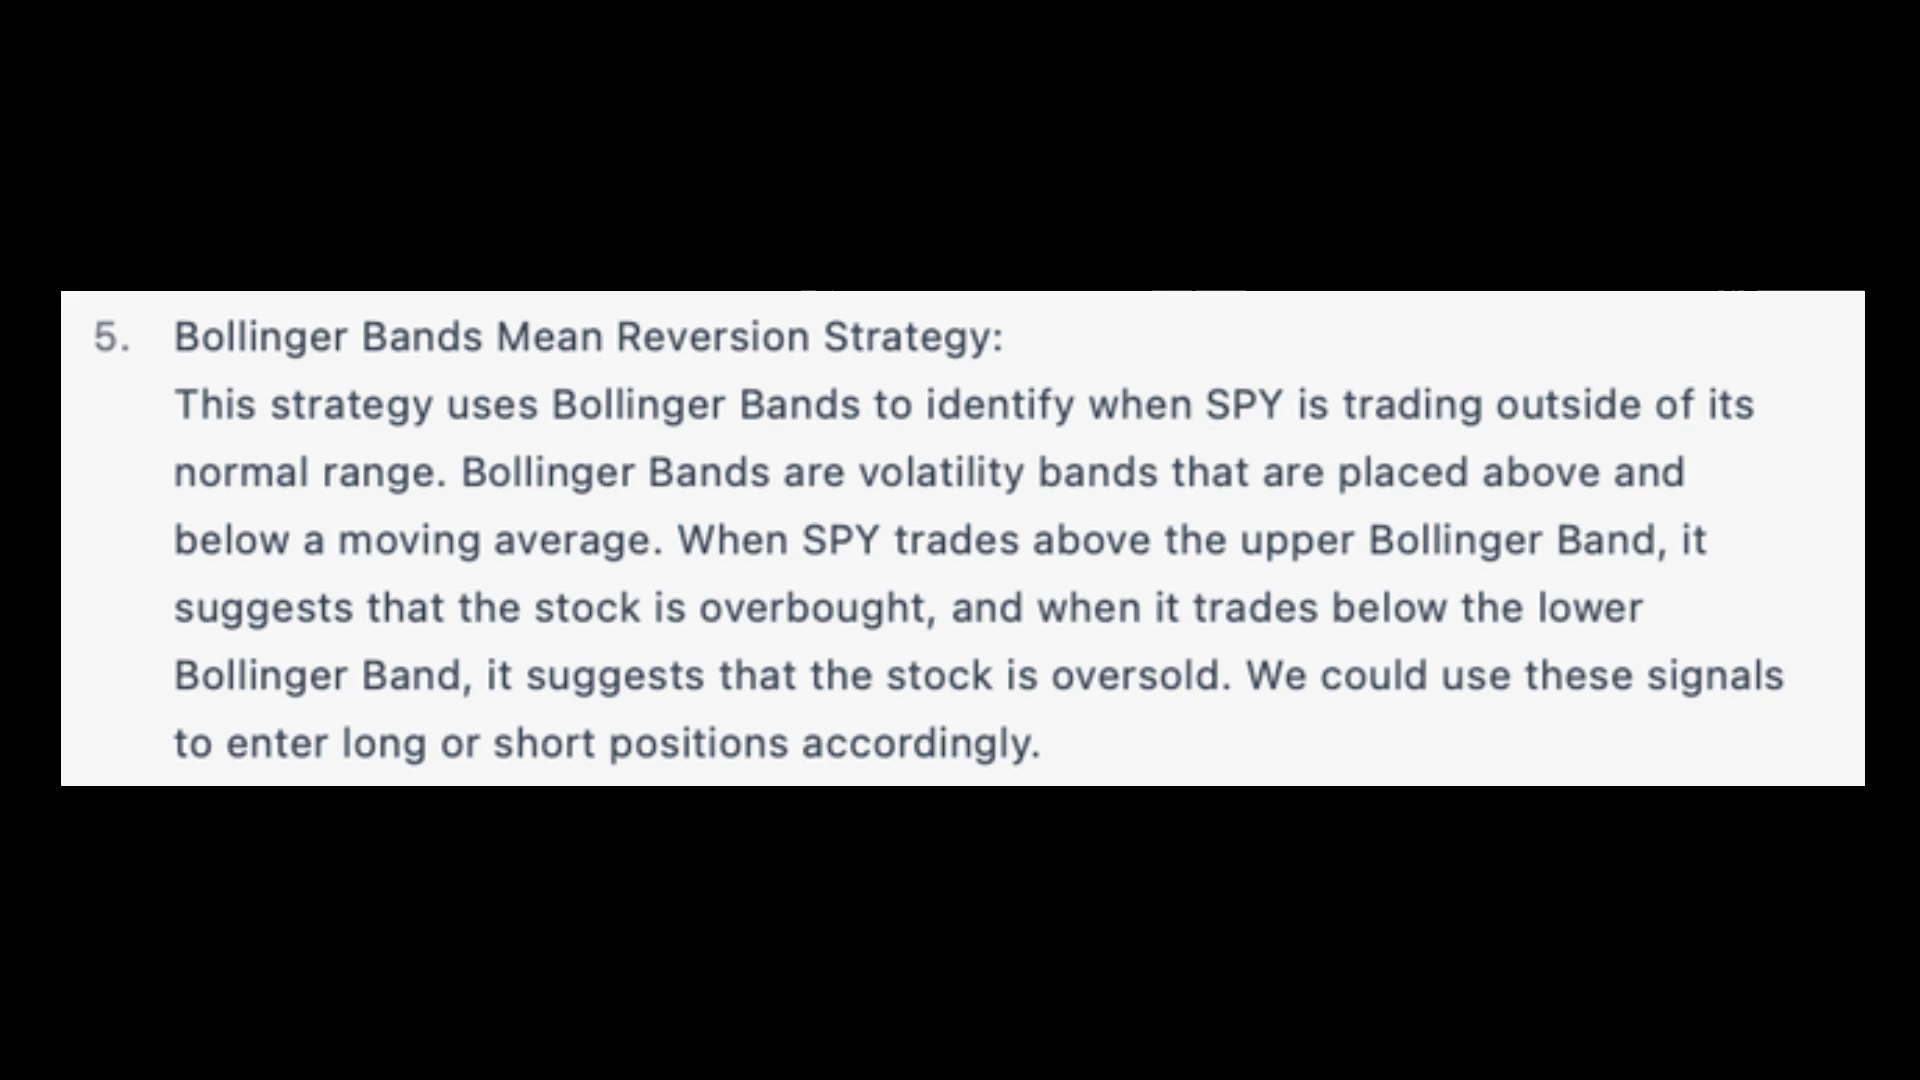 5. Bollinger Bands Mean Reversion Strategy:
This strategy uses Bollinger Bands to identify when SPY is trading outside of its
normal range. Bollinger Bands are volatility bands that are placed above and
below a moving average. When SPY trades above the upper Bollinger Band, it
suggests that the stock is overbought, and when it trades below the lower
Bollinger Band, it suggests that the stock is oversold. We could use these signals
to enter long or short positions accordingly.